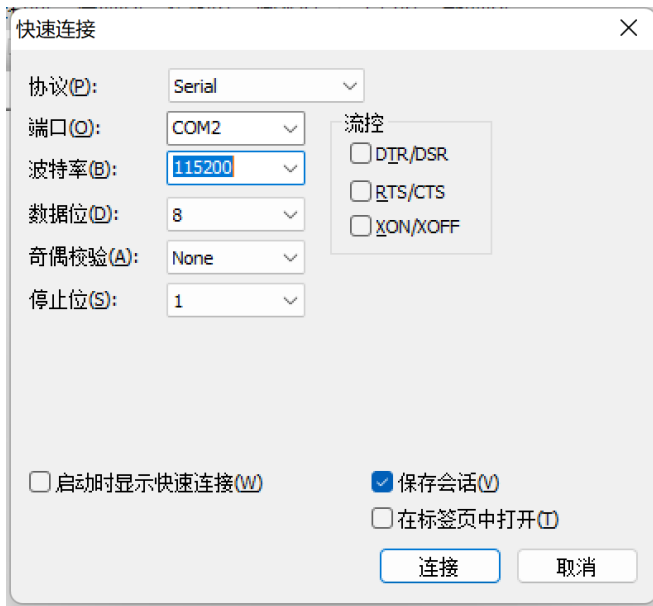 快速连接
协议(P): Serial
端口(O): COM2
波特率(B): 115200
数据位(D): 8
奇偶校验(A): None
停止位(S): 1
流控
DTR/DSR
RTS/CTS
XON/XOFF
启动时显示快速连接(W)
保存会话(V)
在标签页中打开(T)
连接 取消